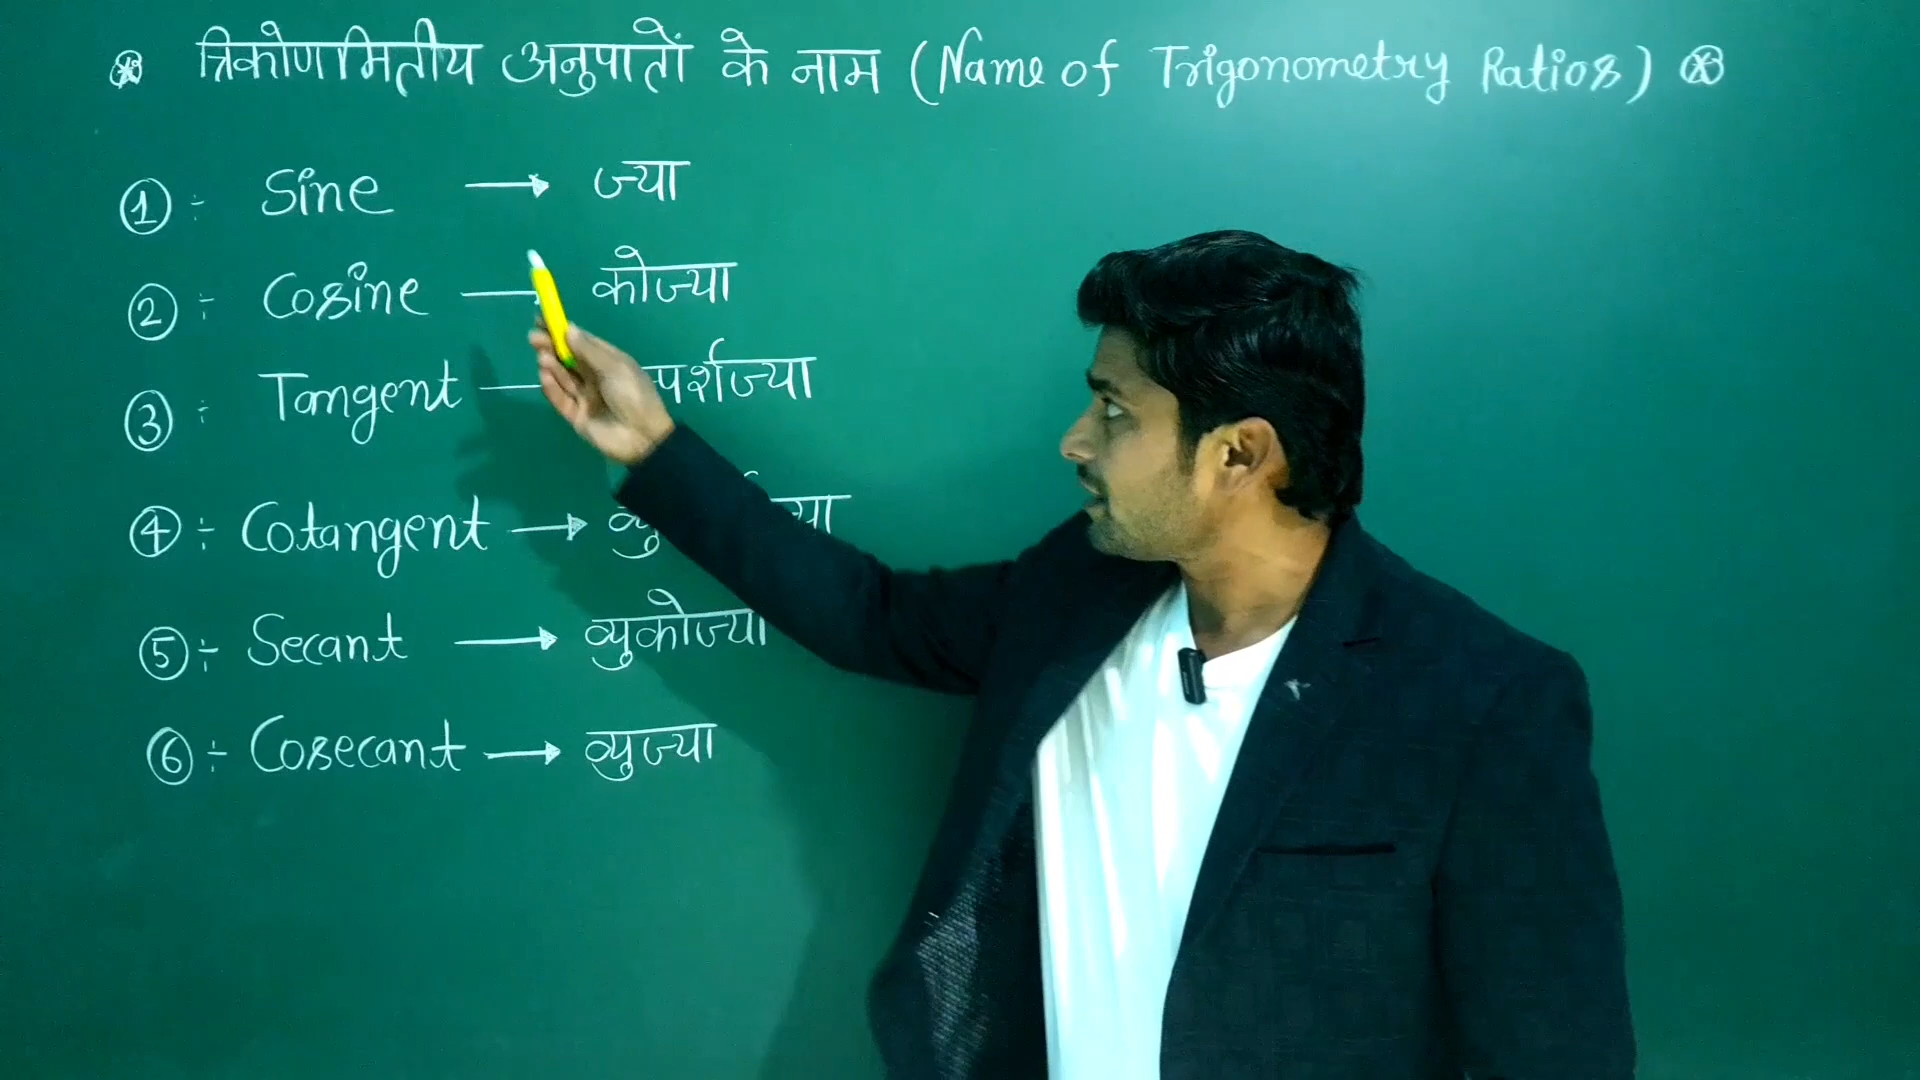 * त्रिकोणमितीय अनुपातों के नाम (Name of Trigonometry Ratios) *
① ÷ Sine → ज्या
② ÷ Cosine → कोज्या
③ ÷ Tangent —
④ ÷ Cotangent →
⑤ ÷ Secant → व्युकोज्या
⑥ ÷ Cosecant → व्युज्या